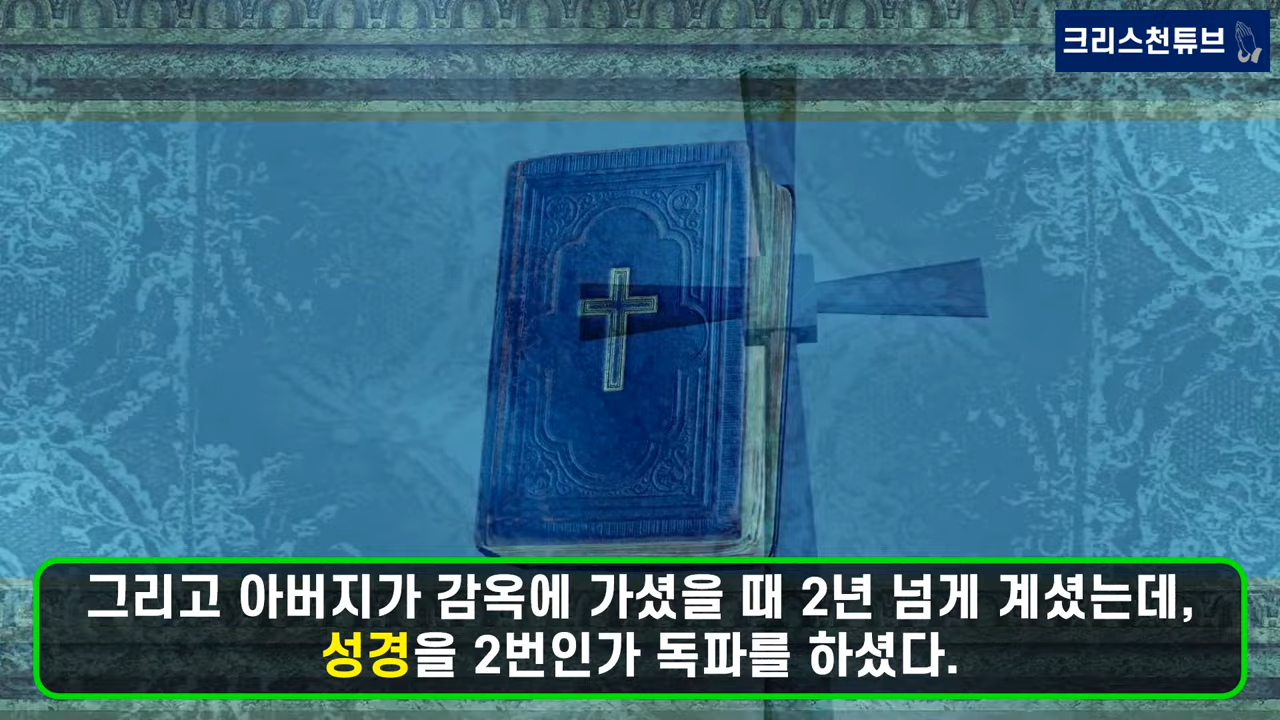 크리스천튜브
그리고 아버지가 감옥에 가셨을 때 2년 넘게 계셨는데,
성경을 2번인가 독파를 하셨다.